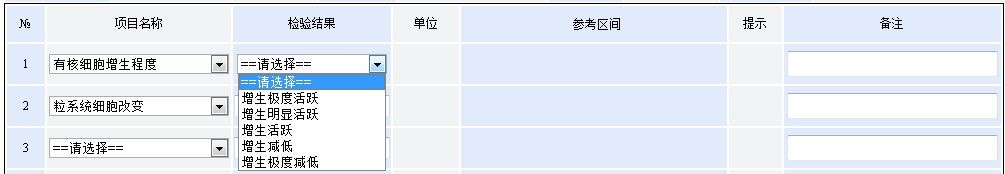 № 项目名称 检验结果 单位 参考区间 提示 备注
1 有核细胞增生程度 ==请选择==
==请选择==
增生极度活跃
2 粒系统细胞改变
增生明显活跃
增生活跃
3 ==请选择==
增生减低
增生极度减低